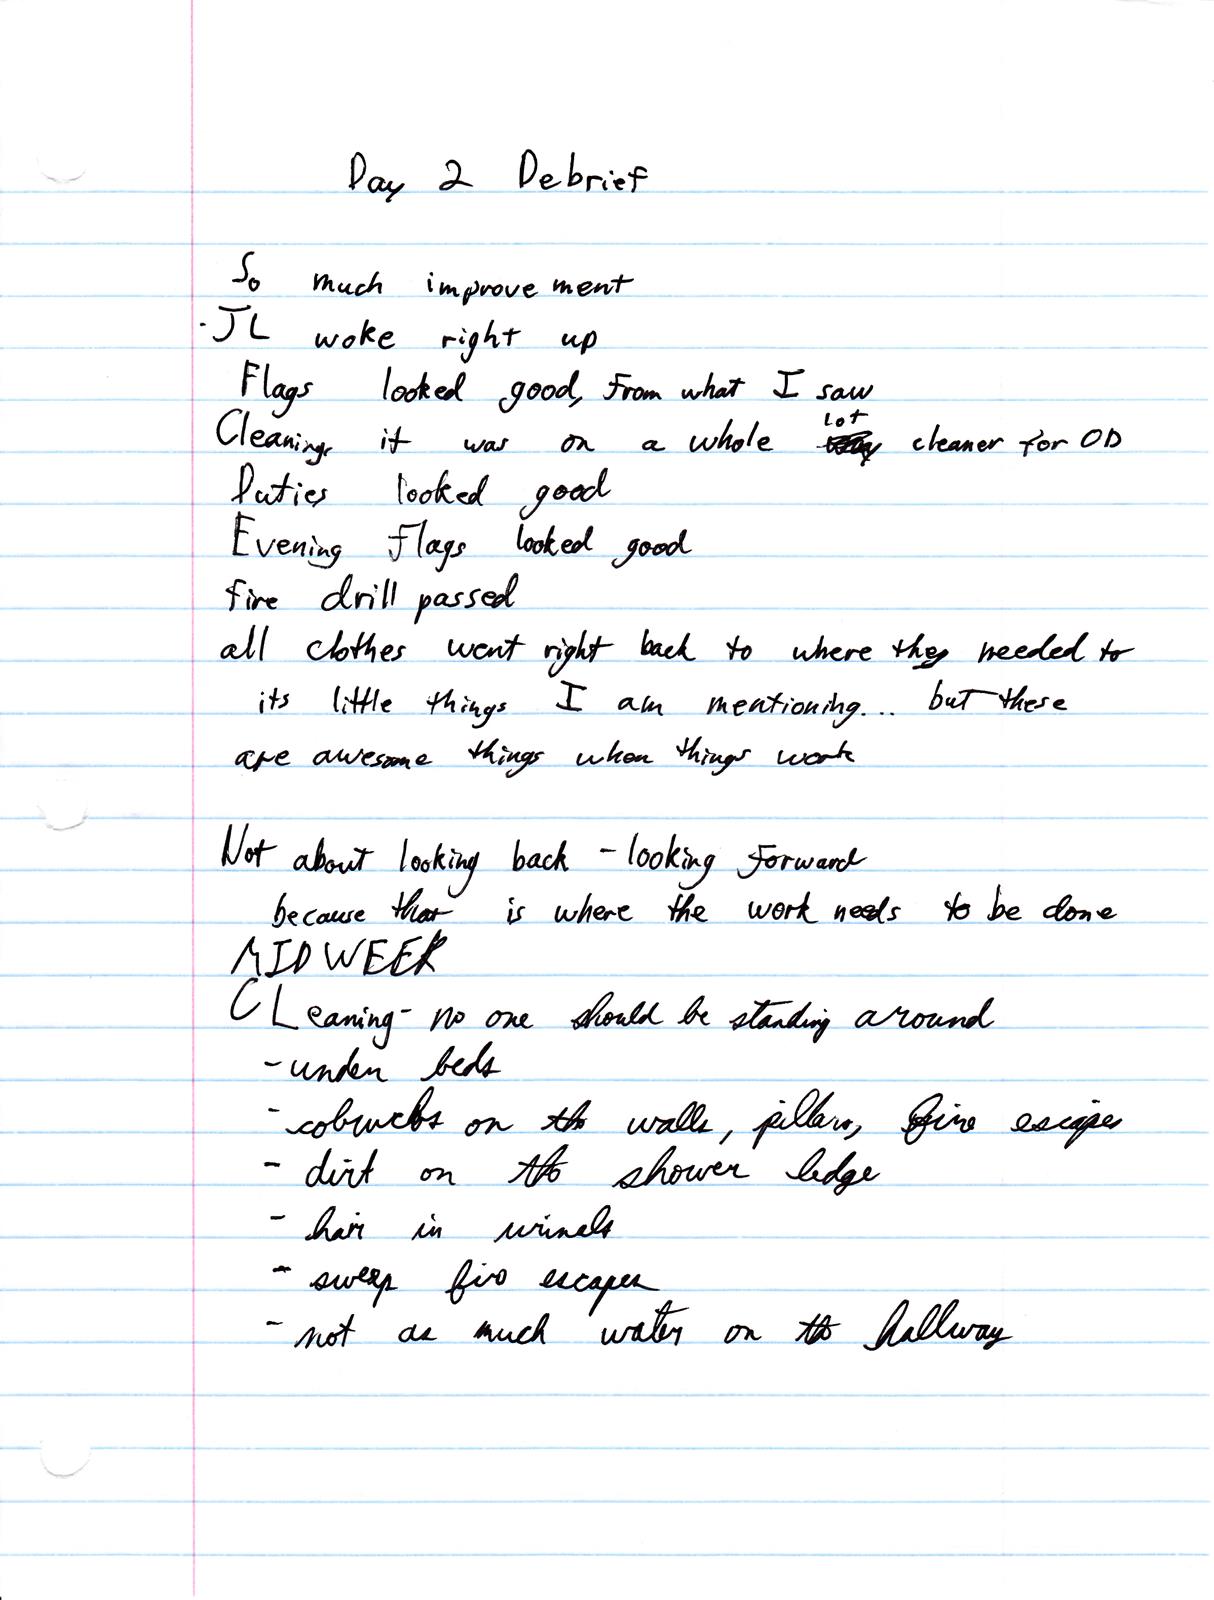 Day 2 Debrief
So much improvement
·JL woke right up
Flags looked good, from what I saw
Cleaning, it was on a whole lot cleaner for OD
Duties looked good
Evening flags looked good
fire drill passed
all clothes went right back to where they needed to
its little things I am mentioning... but these
are awesome things when things work
Not about looking back - looking forward
because that is where the work needs to be done
MIDWEEK
CLeaning- no one should be standing around
- under beds
- cobwebs on the walls, pillars, fire escapes
- dirt on the shower ledge
- hair in urinals
- sweep fire escapes
- not as much water on the hallway